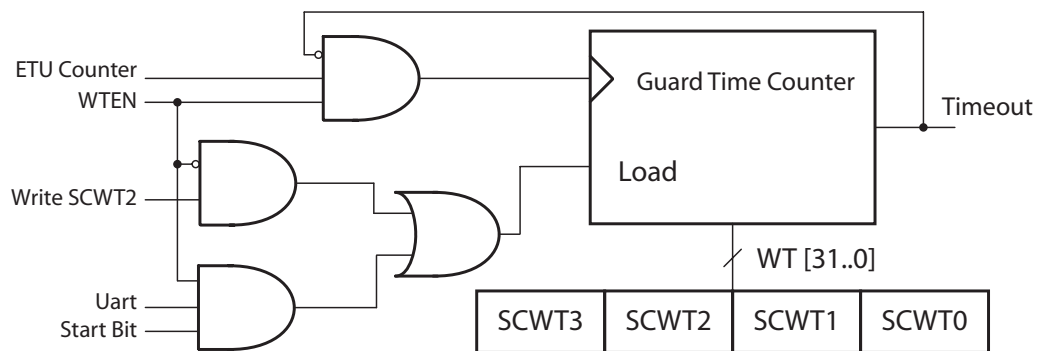 ETU Counter
WTEN
Guard Time Counter
Timeout
Write SCWT2
Load
WT [31..0]
Uart
Start Bit
SCWT3 SCWT2 SCWT1 SCWT0